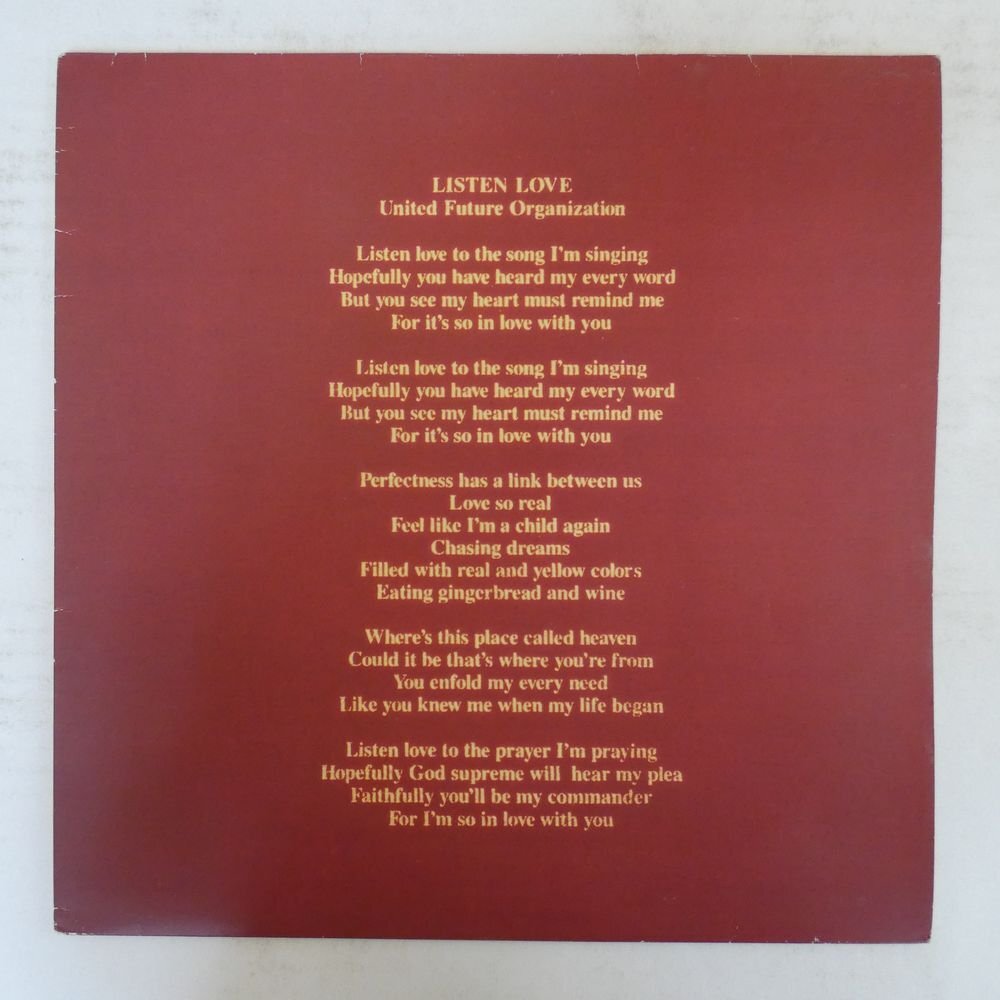 LISTEN LOVE
United Future Organization
Listen love to the song I'm singing
Hopefully you have heard my every word
But you see my heart must remind me
For it's so in love with you
Listen love to the song I'm singing
Hopefully you have heard my every word
But you see my heart must remind me
For it's so in love with you
Perfectness has a link between us
Love so real
Feel like I'm a child again
Chasing dreams
Filled with real and yellow colors
Eating gingerbread and wine
Where's this place called heaven
Could it be that's where you're from
You enfold my every need
Like you knew me when my life began
Listen love to the prayer I'm praying
Hopefully God supreme will hear my plea
Faithfully you'll be my commander
For I'm so in love with you